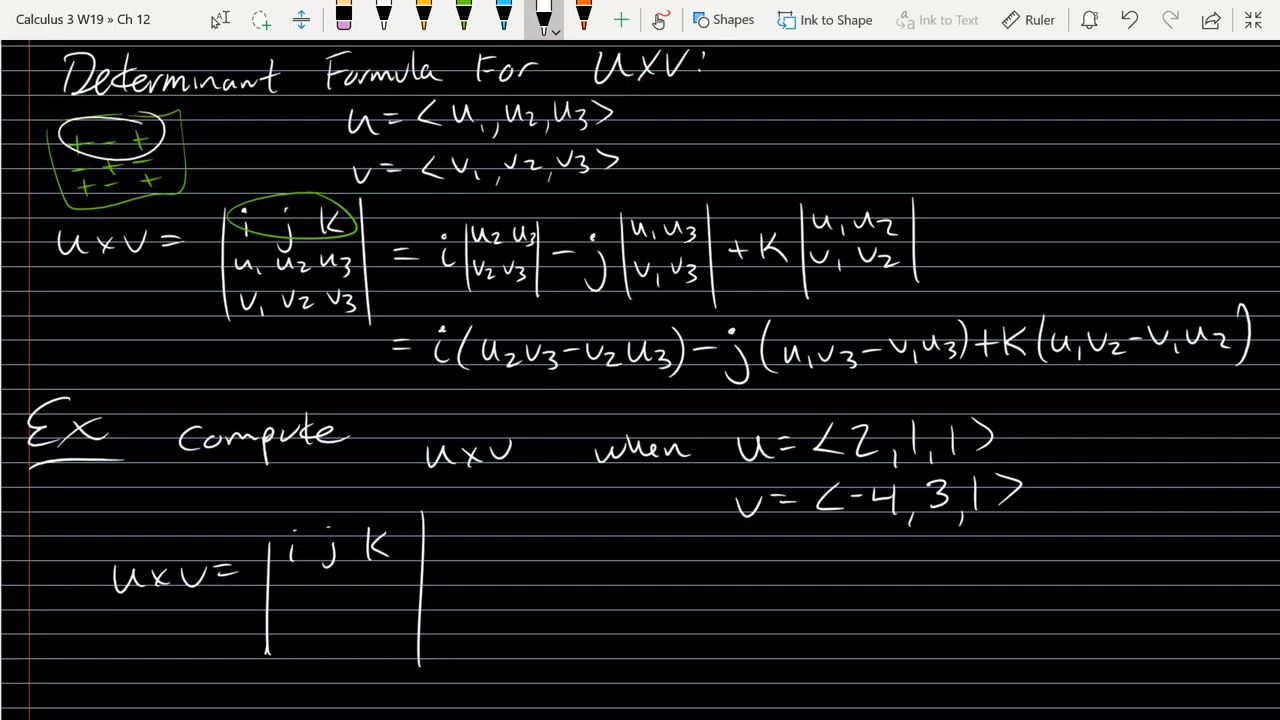 Calculus 3 W19 » Ch 12 Shapes Ink to Shape Ink to Text Ruler
Determinant Formula For U×V:
u = <u₁, u₂, u₃>
+ − +
− + −
+ − +
v = <v₁, v₂, v₃>
u×v = | i j k | = i |u₂ u₃| − j |u₁ u₃| + k |u₁ u₂|
|u₁ u₂ u₃| |v₂ v₃| |v₁ v₃| |v₁ v₂|
|v₁ v₂ v₃|
= i(u₂v₃ − v₂u₃) − j(u₁v₃ − v₁u₃) + k(u₁v₂ − v₁u₂)
Ex compute u×v when u = <2, 1, 1>
v = <−4, 3, 1>
u×v = | i j k |